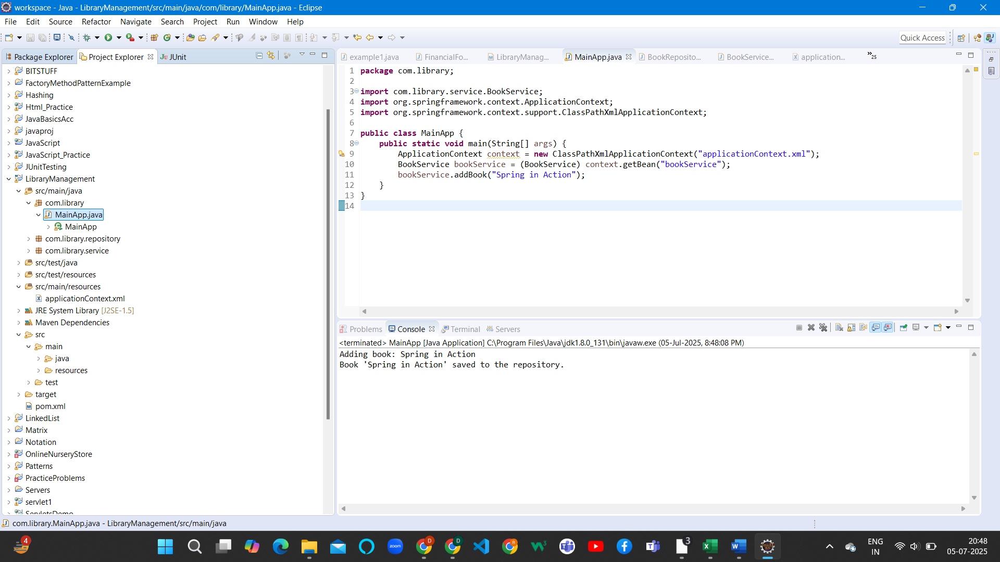 workspace - Java - LibraryManagement/src/main/java/com/library/MainApp.java - Eclipse
File Edit Source Refactor Navigate Search Project Run Window Help
Quick Access
Package Explorer Project Explorer JUnit
BITSTUFF
FactoryMethodPatternExample
Hashing
Html_Practice
JavaBasicsAcc
javaproj
JavaScript
JavaScript_Practice
JUnitTesting
LibraryManagement
src/main/java
com.library
MainApp.java
MainApp
com.library.repository
com.library.service
src/test/java
src/test/resources
src/main/resources
applicationContext.xml
JRE System Library [J2SE-1.5]
Maven Dependencies
src
main
java
resources
test
target
pom.xml
LinkedList
Matrix
Notation
OnlineNurseryStore
Patterns
PracticeProblems
Servers
servlet1
ServletsDemo
example1.java FinancialFo... LibraryManag... MainApp.java BookReposito... BookService... application... »25
1 package com.library;
2
3 import com.library.service.BookService;
4 import org.springframework.context.ApplicationContext;
5 import org.springframework.context.support.ClassPathXmlApplicationContext;
6
7 public class MainApp {
8 public static void main(String[] args) {
9 ApplicationContext context = new ClassPathXmlApplicationContext("applicationContext.xml");
10 BookService bookService = (BookService) context.getBean("bookService");
11 bookService.addBook("Spring in Action");
12 }
13 }
14
Problems Console Terminal Servers
<terminated> MainApp [Java Application] C:\Program Files\Java\jdk1.8.0_131\bin\javaw.exe (05-Jul-2025, 8:48:08 PM)
Adding book: Spring in Action
Book 'Spring in Action' saved to the repository.
com.library.MainApp.java - LibraryManagement/src/main/java
4
zoom
D
D
R
3
ENG
IN
20:48
05-07-2025